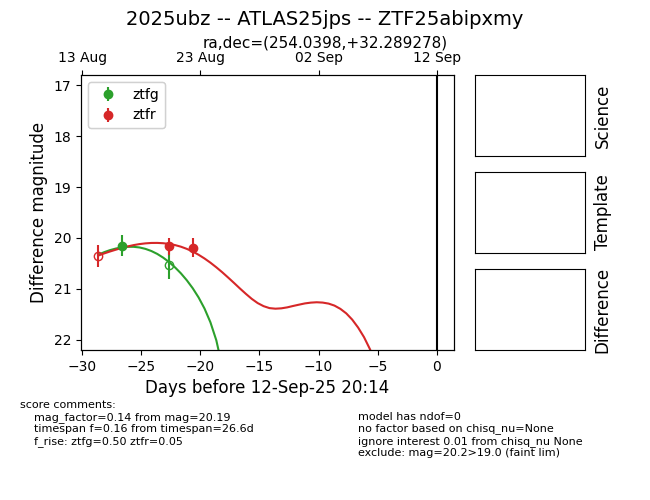 2025ubz -- ATLAS25jps -- ZTF25abipxmy
ra,dec=(254.0398,+32.289278)
13 Aug 23 Aug 02 Sep 12 Sep
ztfg
ztfr
17
18
19
20
21
22
Difference magnitude
−30 −25 −20 −15 −10 −5 0
Days before 12-Sep-25 20:14
Science
Template
Difference
score comments:
mag_factor=0.14 from mag=20.19
timespan f=0.16 from timespan=26.6d
f_rise: ztfg=0.50 ztfr=0.05
model has ndof=0
no factor based on chisq_nu=None
ignore interest 0.01 from chisq_nu None
exclude: mag=20.2>19.0 (faint lim)